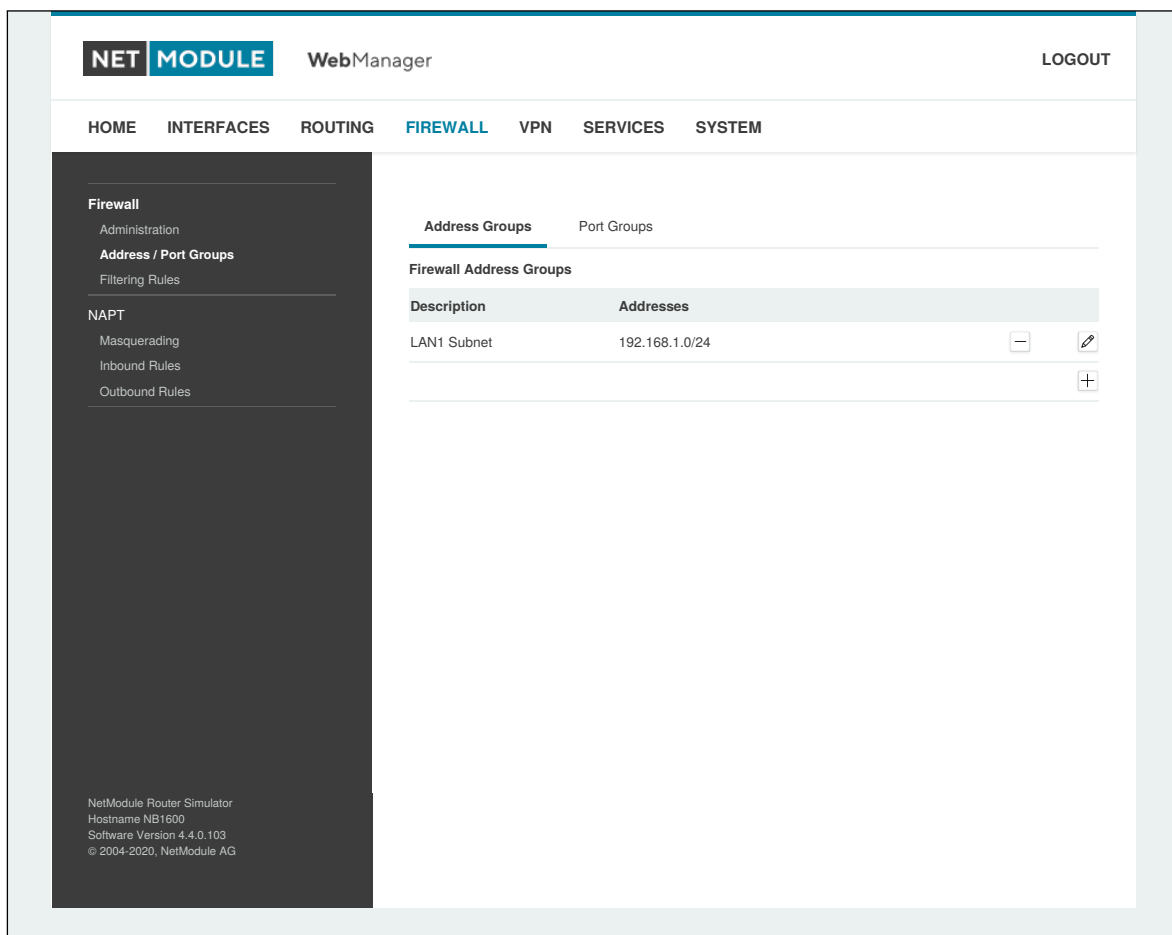 NET MODULE WebManager LOGOUT
HOME INTERFACES ROUTING FIREWALL VPN SERVICES SYSTEM
Firewall
Administration
Address / Port Groups
Filtering Rules
NAPT
Masquerading
Inbound Rules
Outbound Rules
Address Groups Port Groups
Firewall Address Groups
Description Addresses
LAN1 Subnet 192.168.1.0/24
NetModule Router Simulator
Hostname NB1600
Software Version 4.4.0.103
© 2004-2020, NetModule AG